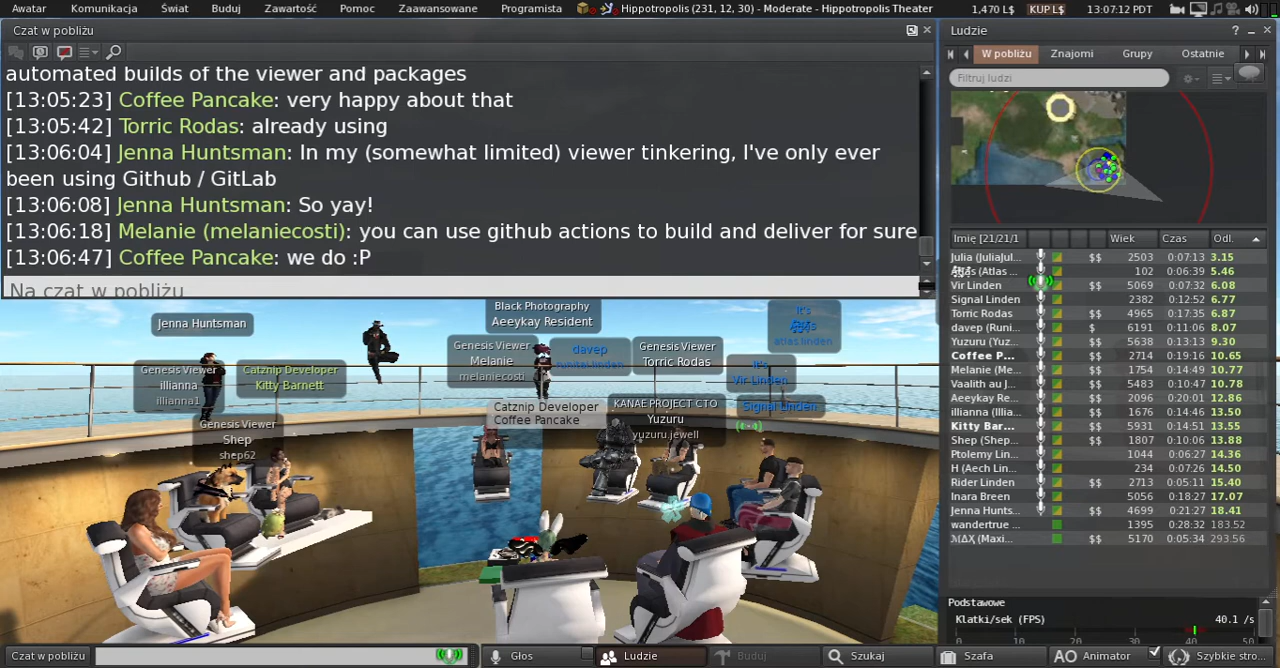 Awatar Komunikacja Świat Buduj Zawartość Pomoc Zaawansowane Programista Hippotropolis (231, 12, 30) - Moderate - Hippotropolis Theater 1,470 L$ KUP L$ 13:07:12 PDT
Czat w pobliżu
automated builds of the viewer and packages
[13:05:23] Coffee Pancake: very happy about that
[13:05:42] Torric Rodas: already using
[13:06:04] Jenna Huntsman: In my (somewhat limited) viewer tinkering, I've only ever
been using Github / GitLab
[13:06:08] Jenna Huntsman: So yay!
[13:06:18] Melanie (melaniecosti): you can use github actions to build and deliver for sure
[13:06:47] Coffee Pancake: we do :P
Na czat w pobliżu
Ludzie
? _ ×
W pobliżu Znajomi Grupy Ostatnie
Filtruj ludzi
Imię [21/21/1 Wiek Czas Odl.
Julia (JuliaJul... $$ 2503 0:07:13 3.15
(Atlas ... 102 0:06:39 5.46
Vir Linden $$ 5069 0:07:32 6.08
Signal Linden 2382 0:12:52 6.77
Torric Rodas $$ 4965 0:17:35 6.87
davep (Runi... $ 6191 0:11:06 8.07
Yuzuru (Yuz... $$ 5638 0:13:13 9.30
Coffee P... $$ 2714 0:19:16 10.65
Melanie (Me... $$ 1754 0:14:49 10.77
Vaalith au J... $$ 5483 0:10:47 10.78
Aeeykay Res... $$ 2096 0:20:01 12.86
illianna (Illia... $$ 1676 0:14:46 13.50
Kitty Bar... $$ 5931 0:14:51 13.55
Shep (Shep... $$ 1807 0:10:06 13.88
Ptolemy Lin... 1044 0:06:27 14.36
H (Aech Lin... 234 0:07:26 14.50
Rider Linden $$ 2713 0:05:11 15.40
Inara Breen 5056 0:18:27 17.07
Jenna Hunts... $$ 4699 0:21:27 18.41
wandertrue ... 1395 0:28:32 183.52
(Maxi... $$ 5170 0:05:34 293.56
Podstawowe
Klatki/sek (FPS) 40.1 /s
0 10 20 30 40 50
Black Photography
Aeeykay Resident
Jenna Huntsman
Genesis Viewer
illianna
illianna1
Catznip Developer
Kitty Barnett
Genesis Viewer
Melanie
melaniecosti
davep
Genesis Viewer
Torric Rodas
It's
atlas.linden
It's
Vir Linden
Signal Linden
Catznip Developer
Coffee Pancake
KANAE PROJECT CTO
Yuzuru
yuzuru.jewell
Genesis Viewer
Shep
shep62
Czat w pobliżu Głos Ludzie Buduj Szukaj Szafa AO Animator Szybkie stro...